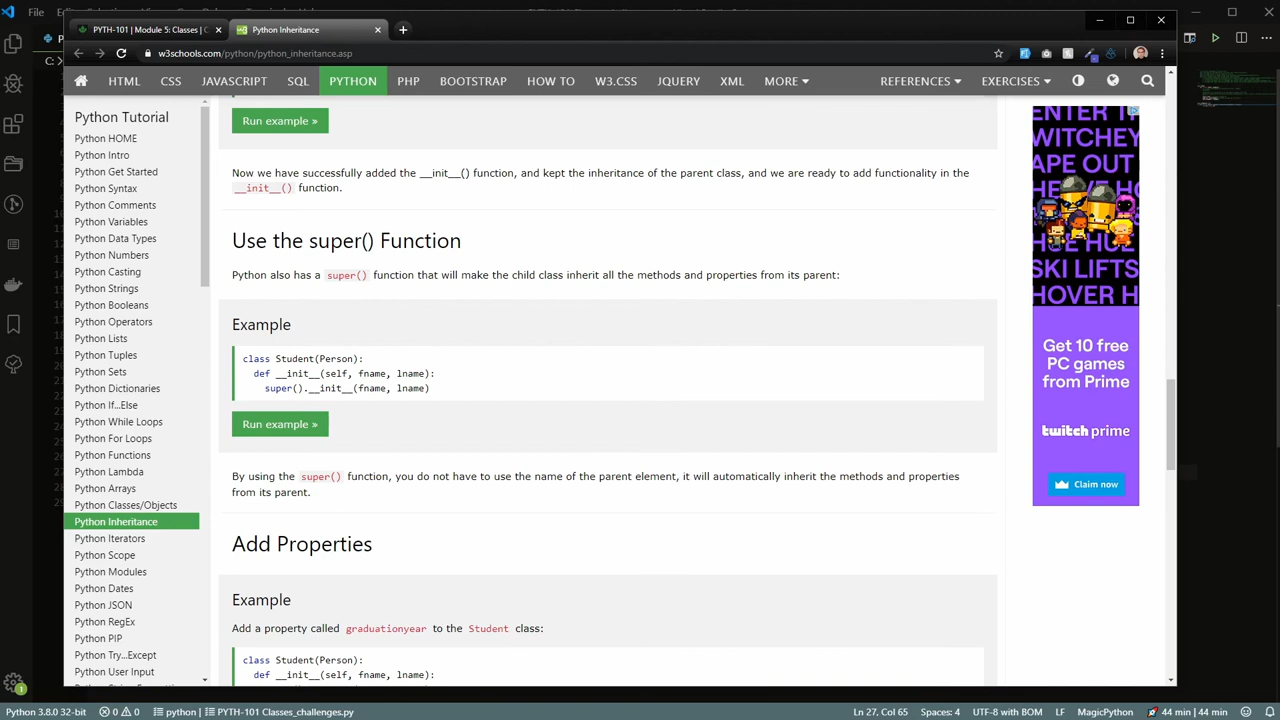 File
PYTH-101 | Module 5: Classes | C
Python Inheritance
w3schools.com/python/python_inheritance.asp
HTML CSS JAVASCRIPT SQL PYTHON PHP BOOTSTRAP HOW TO W3.CSS JQUERY XML MORE REFERENCES EXERCISES
Python Tutorial
Python HOME
Python Intro
Python Get Started
Python Syntax
Python Comments
Python Variables
Python Data Types
Python Numbers
Python Casting
Python Strings
Python Booleans
Python Operators
Python Lists
Python Tuples
Python Sets
Python Dictionaries
Python If...Else
Python While Loops
Python For Loops
Python Functions
Python Lambda
Python Arrays
Python Classes/Objects
Python Inheritance
Python Iterators
Python Scope
Python Modules
Python Dates
Python JSON
Python RegEx
Python PIP
Python Try...Except
Python User Input
Run example »
Now we have successfully added the __init__() function, and kept the inheritance of the parent class, and we are ready to add functionality in the
__init__() function.
Use the super() Function
Python also has a super() function that will make the child class inherit all the methods and properties from its parent:
Example
class Student(Person):
def __init__(self, fname, lname):
super().__init__(fname, lname)
Run example »
By using the super() function, you do not have to use the name of the parent element, it will automatically inherit the methods and properties
from its parent.
Add Properties
Example
Add a property called graduationyear to the Student class:
class Student(Person):
def __init__(self, fname, lname):
ENTER TH
WITCHEY
APE OUT
SKI LIFTS
HOVER H
Get 10 free
PC games
from Prime
twitch prime
Claim now
Python 3.8.0 32-bit 0 0 python | PYTH-101 Classes_challenges.py Ln 27, Col 65 Spaces: 4 UTF-8 with BOM LF MagicPython 44 min | 44 min